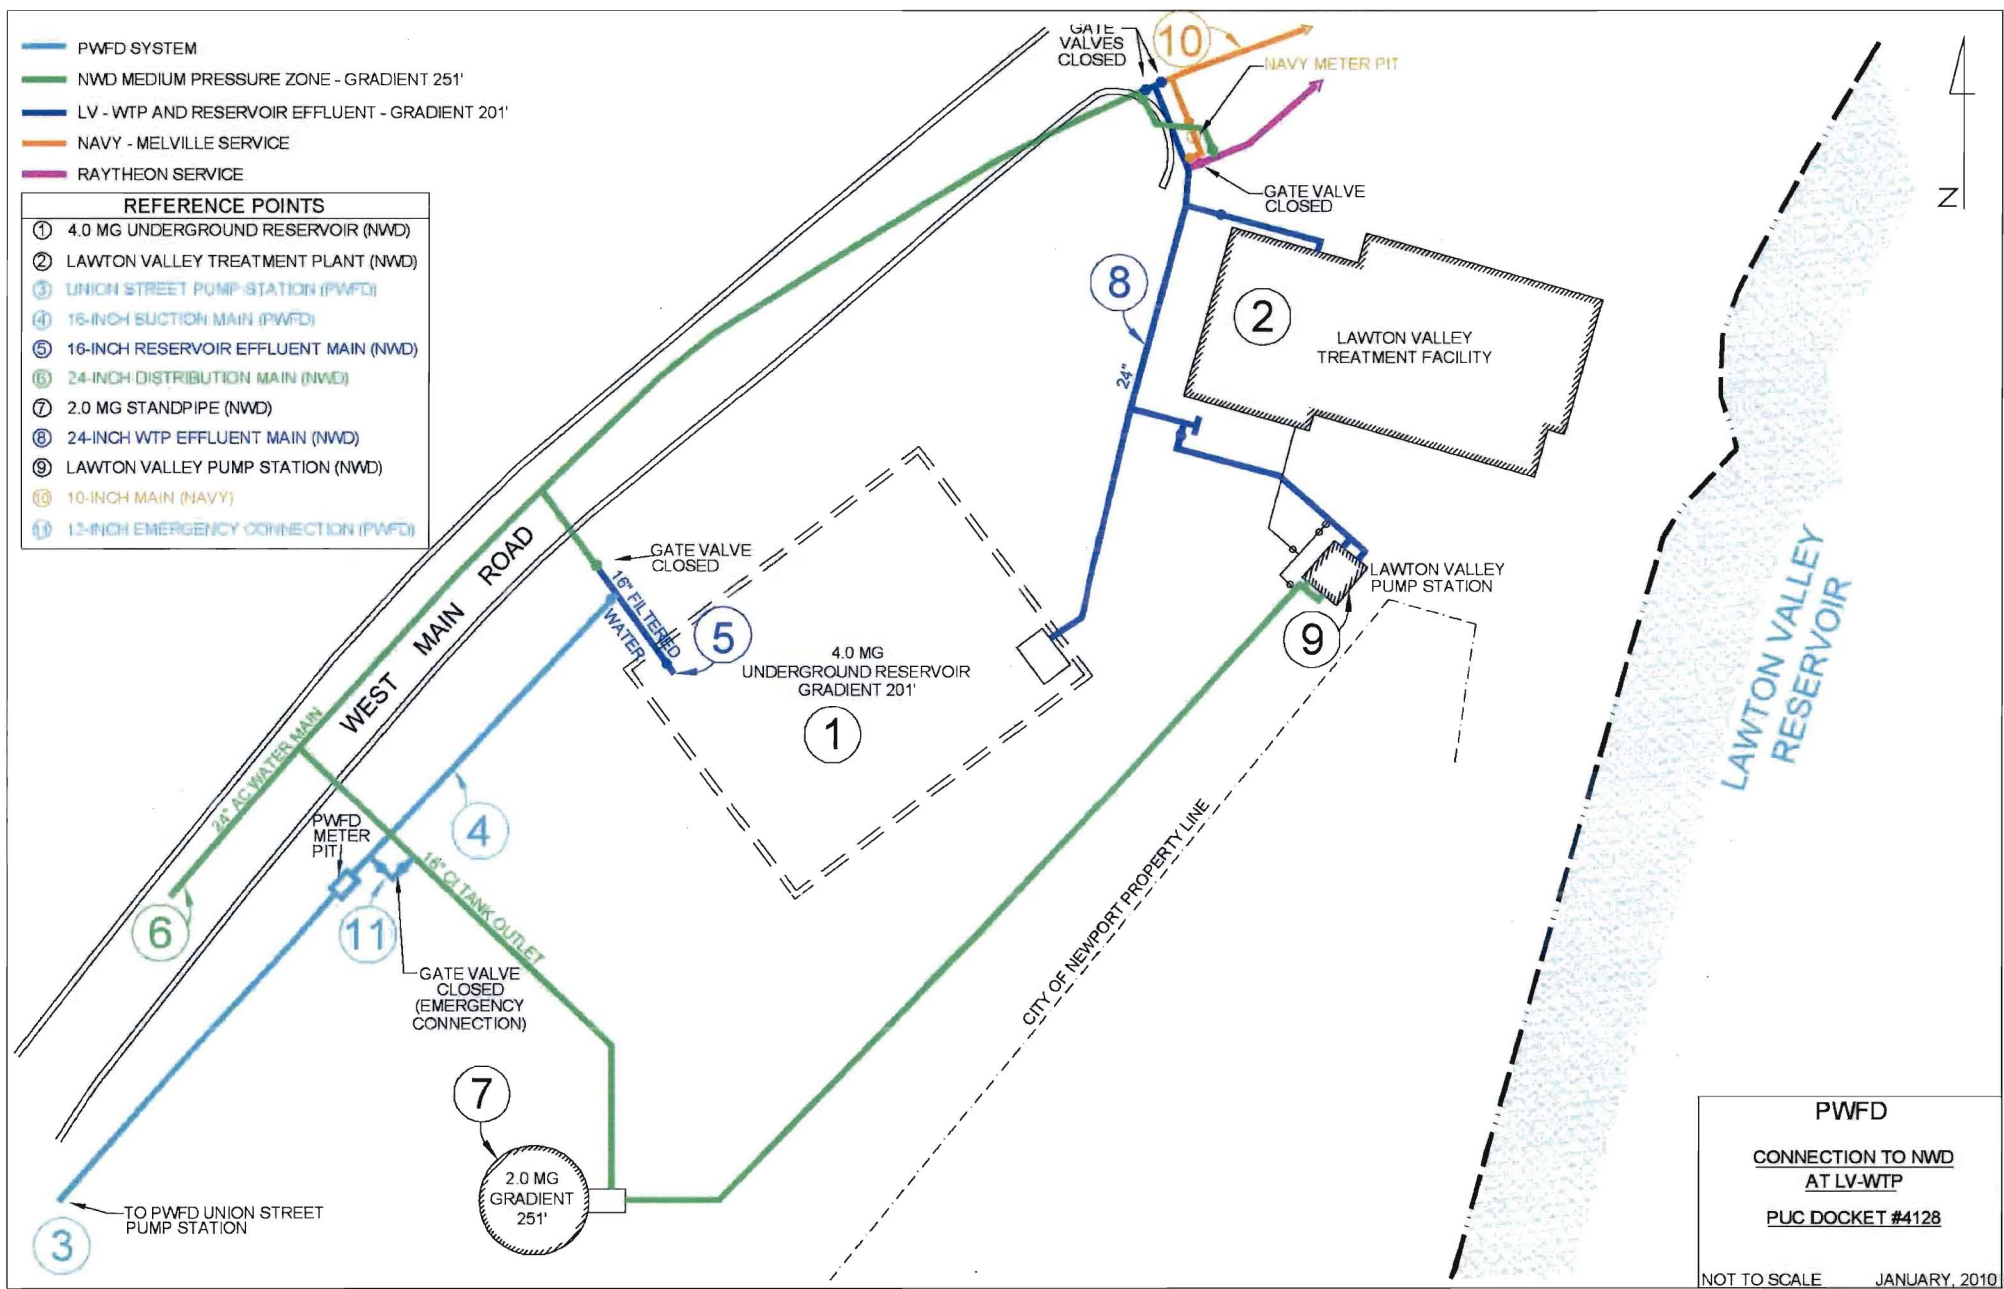 PWFD SYSTEM
NWD MEDIUM PRESSURE ZONE - GRADIENT 251'
LV - WTP AND RESERVOIR EFFLUENT - GRADIENT 201'
NAVY - MELVILLE SERVICE
RAYTHEON SERVICE
REFERENCE POINTS
1 4.0 MG UNDERGROUND RESERVOIR (NWD)
2 LAWTON VALLEY TREATMENT PLANT (NWD)
3 UNION STREET PUMP STATION (PWFD)
4 16-INCH SUCTION MAIN (PWFD)
5 16-INCH RESERVOIR EFFLUENT MAIN (NWD)
6 24-INCH DISTRIBUTION MAIN (NWD)
7 2.0 MG STANDPIPE (NWD)
8 24-INCH WTP EFFLUENT MAIN (NWD)
9 LAWTON VALLEY PUMP STATION (NWD)
10 10-INCH MAIN (NAVY)
11 12-INCH EMERGENCY CONNECTION (PWFD)
GATE
VALVES
CLOSED
10
NAVY METER PIT
GATE VALVE
CLOSED
N
8
2
LAWTON VALLEY
TREATMENT FACILITY
24"
WEST MAIN ROAD
GATE VALVE
CLOSED
16" FILTERED
WATER
5
4.0 MG
UNDERGROUND RESERVOIR
GRADIENT 201'
1
LAWTON VALLEY
PUMP STATION
9
LAWTON VALLEY
RESERVOIR
24" AC WATER MAIN
PWFD
METER
PIT
4
16" CI TANK OUTLET
6
11
GATE VALVE
CLOSED
(EMERGENCY
CONNECTION)
CITY OF NEWPORT PROPERTY LINE
7
2.0 MG
GRADIENT
251'
TO PWFD UNION STREET
PUMP STATION
3
PWFD
CONNECTION TO NWD
AT LV-WTP
PUC DOCKET #4128
NOT TO SCALE JANUARY, 2010